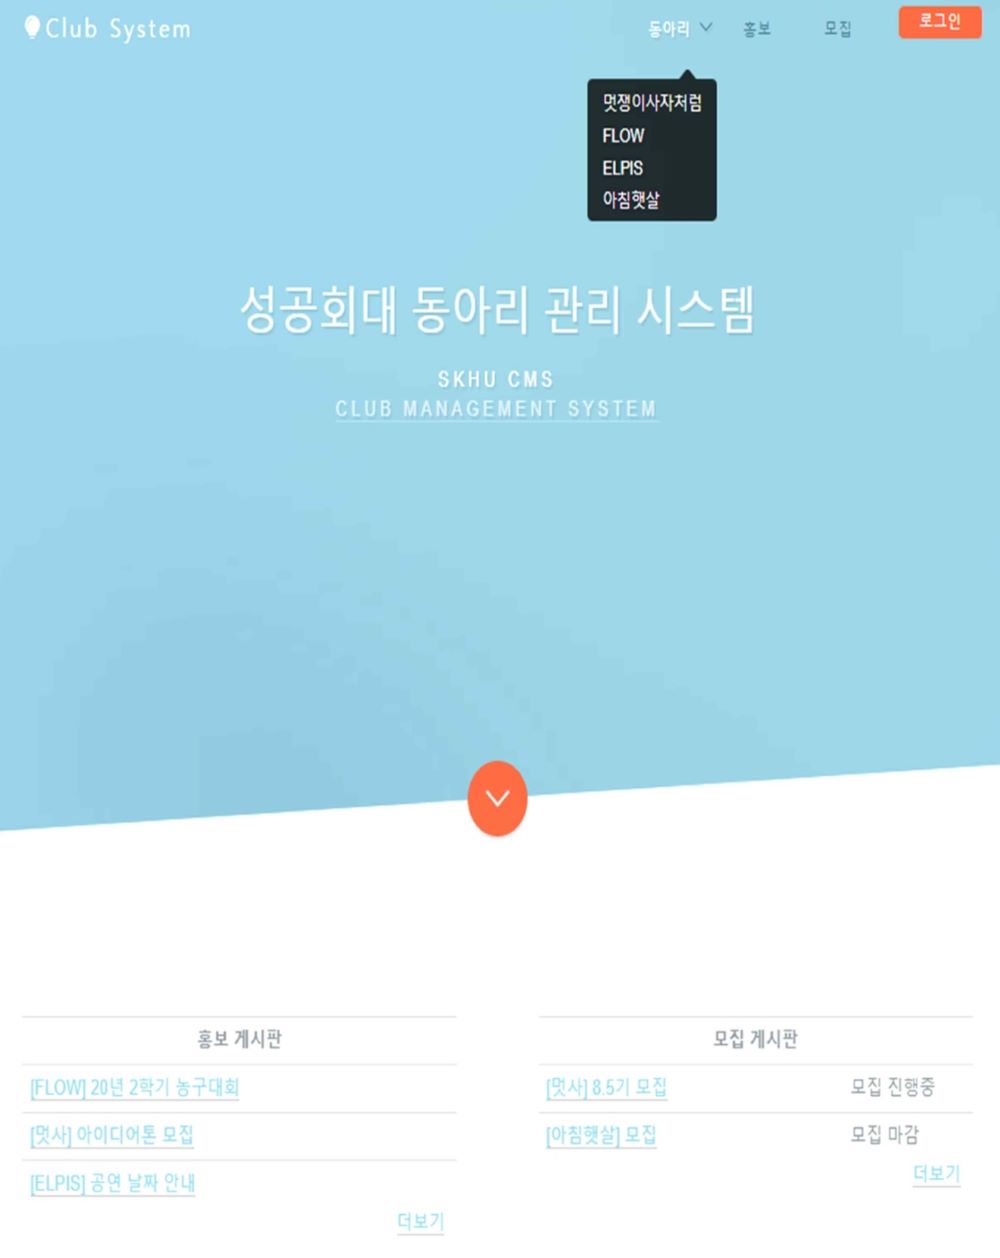 Club System
동아리 홍보 모집 로그인
멋쟁이사자처럼
FLOW
ELPIS
아침햇살
성공회대 동아리 관리 시스템
SKHU CMS
CLUB MANAGEMENT SYSTEM
홍보 게시판
[FLOW] 20년 2학기 농구대회
[멋사] 아이디어톤 모집
[ELPIS] 공연 날짜 안내
더보기
모집 게시판
[멋사] 8.5기 모집 모집 진행중
[아침햇살] 모집 모집 마감
더보기